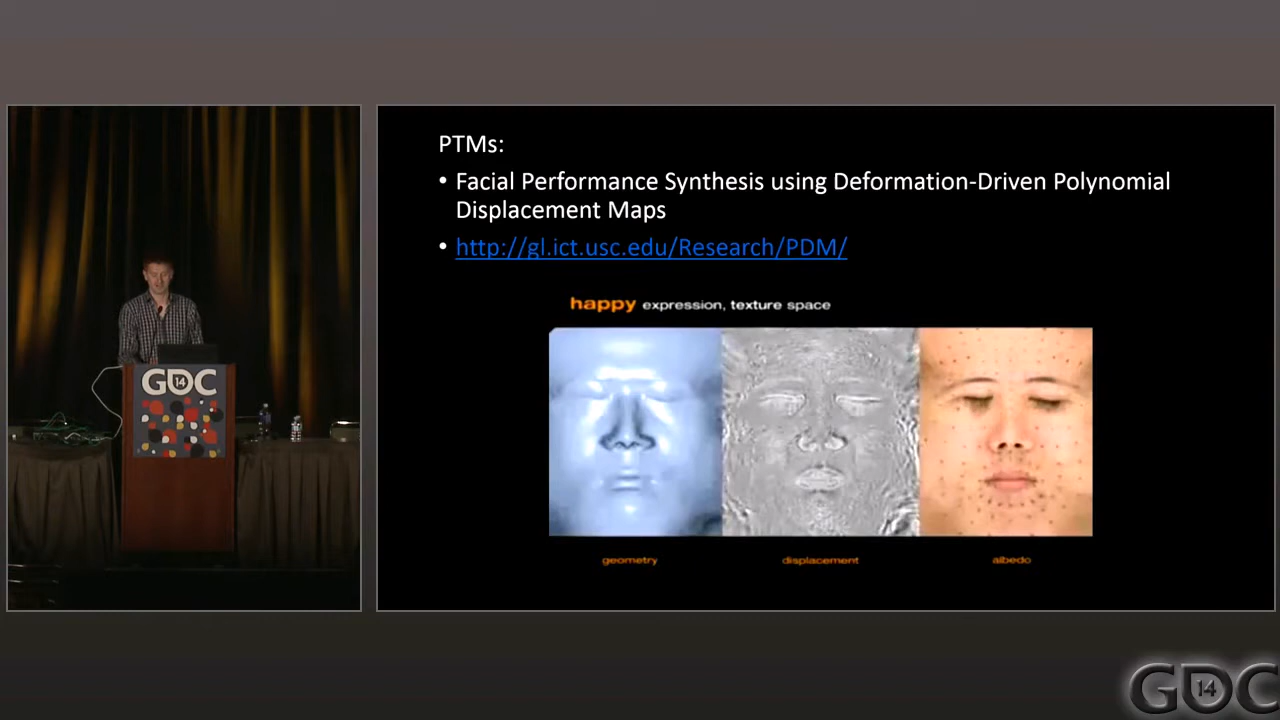 PTMs:
• Facial Performance Synthesis using Deformation-Driven Polynomial
Displacement Maps
• http://gl.ict.usc.edu/Research/PDM/
happy expression, texture space
geometry displacement albedo
GDC 14
GDC 14